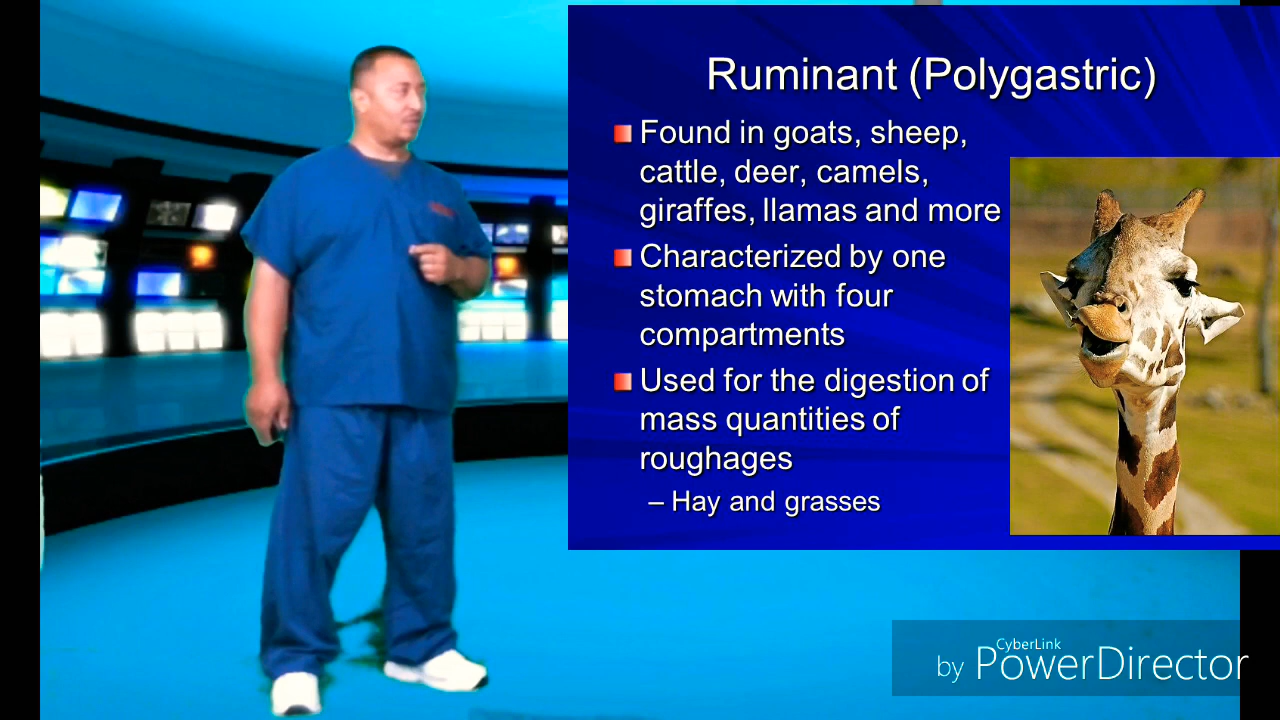 Ruminant (Polygastric)
Found in goats, sheep,
cattle, deer, camels,
giraffes, llamas and more
Characterized by one
stomach with four
compartments
Used for the digestion of
mass quantities of
roughages
– Hay and grasses
CyberLink
by PowerDirector